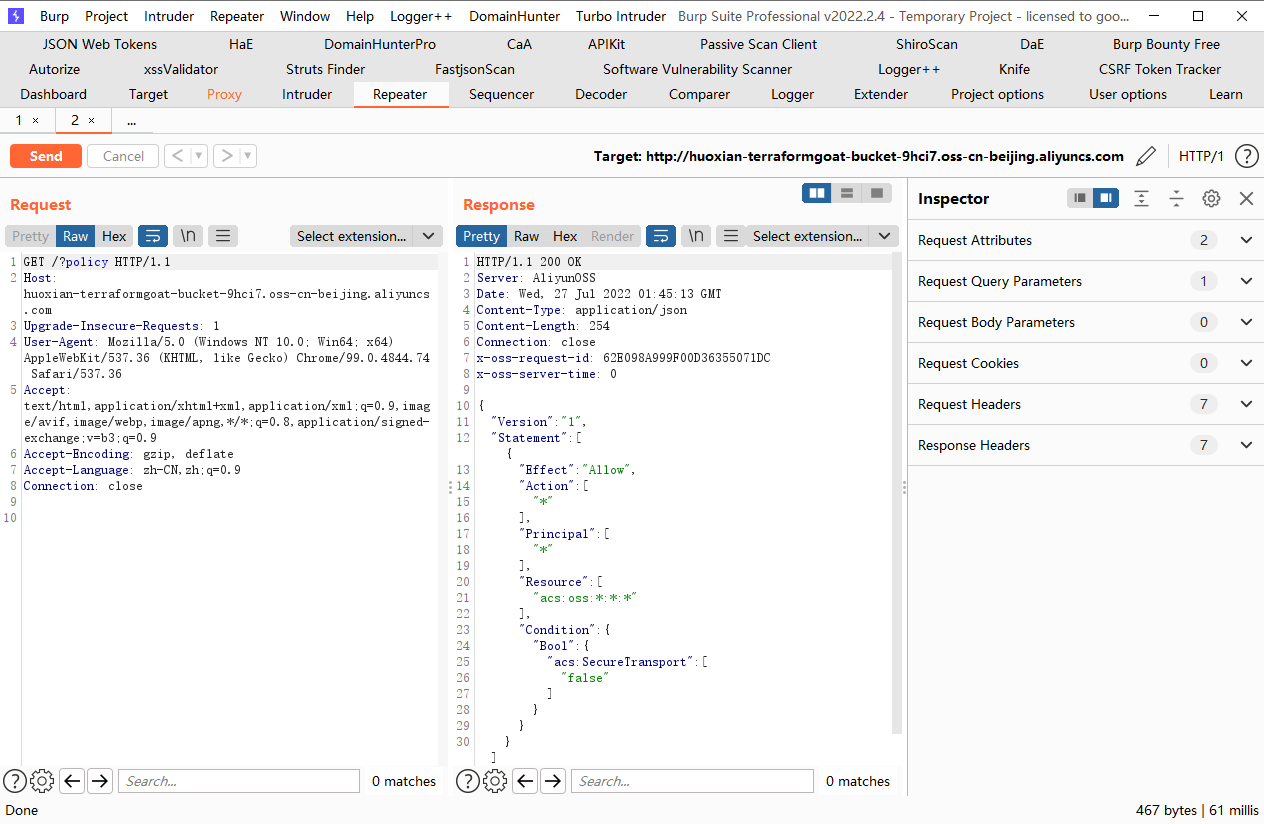 Burp Project Intruder Repeater Window Help Logger++ DomainHunter Turbo Intruder Burp Suite Professional v2022.2.4 - Temporary Project - licensed to goo...
JSON Web Tokens HaE DomainHunterPro CaA APIKit Passive Scan Client ShiroScan DaE Burp Bounty Free
Autorize xssValidator Struts Finder FastjsonScan Software Vulnerability Scanner Logger++ Knife CSRF Token Tracker
Dashboard Target Proxy Intruder Repeater Sequencer Decoder Comparer Logger Extender Project options User options Learn
1 × 2 × ...
Send Cancel < > Target: http://huoxian-terraformgoat-bucket-9hci7.oss-cn-beijing.aliyuncs.com HTTP/1 ?
Request
Pretty Raw Hex \n Select extension...
1 GET /?policy HTTP/1.1
2 Host:
huoxian-terraformgoat-bucket-9hci7.oss-cn-beijing.aliyuncs
.com
3 Upgrade-Insecure-Requests: 1
4 User-Agent: Mozilla/5.0 (Windows NT 10.0; Win64; x64)
AppleWebKit/537.36 (KHTML, like Gecko) Chrome/99.0.4844.74
Safari/537.36
5 Accept:
text/html,application/xhtml+xml,application/xml;q=0.9,imag
e/avif,image/webp,image/apng,*/*;q=0.8,application/signed-
exchange;v=b3;q=0.9
6 Accept-Encoding: gzip, deflate
7 Accept-Language: zh-CN,zh;q=0.9
8 Connection: close
9
10
? Search... 0 matches
Response
Pretty Raw Hex Render \n Select extension...
1 HTTP/1.1 200 OK
2 Server: AliyunOSS
3 Date: Wed, 27 Jul 2022 01:45:13 GMT
4 Content-Type: application/json
5 Content-Length: 254
6 Connection: close
7 x-oss-request-id: 62E098A999F00D36355071DC
8 x-oss-server-time: 0
9
10 {
11 "Version":"1",
12 "Statement":[
{
13 "Effect":"Allow",
14 "Action":[
15 "*"
16 ],
17 "Principal":[
18 "*"
19 ],
20 "Resource":[
21 "acs:oss:*:*:*"
22 ],
23 "Condition":{
24 "Bool":{
25 "acs:SecureTransport":[
26 "false"
27 ]
28 }
29 }
30 }
]
? Search... 0 matches
Inspector
Request Attributes 2
Request Query Parameters 1
Request Body Parameters 0
Request Cookies 0
Request Headers 7
Response Headers 7
Done 467 bytes | 61 millis